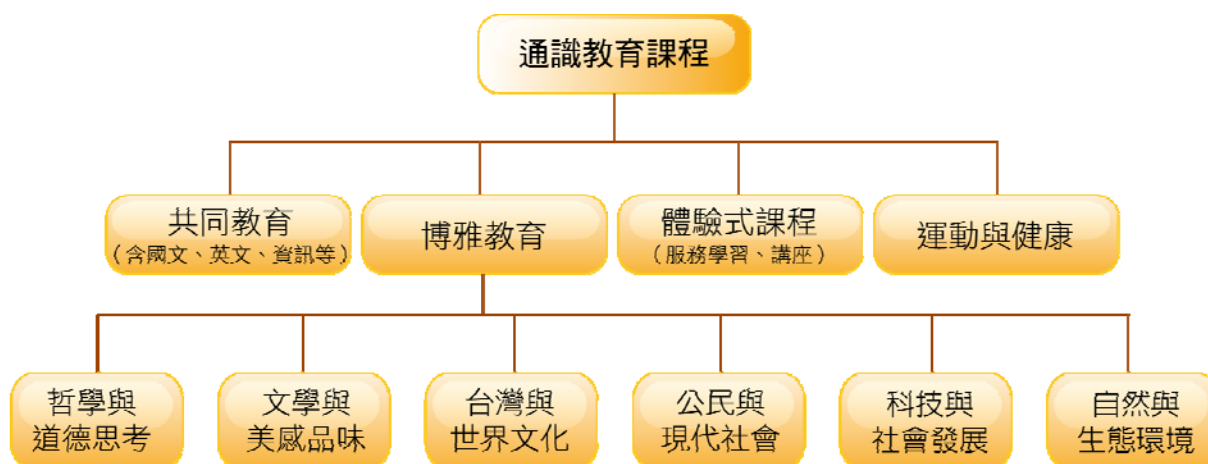 通識教育課程
共同教育
（含國文、英文、資訊等）
博雅教育
體驗式課程
（服務學習、講座）
運動與健康
哲學與
道德思考
文學與
美感品味
台灣與
世界文化
公民與
現代社會
科技與
社會發展
自然與
生態環境